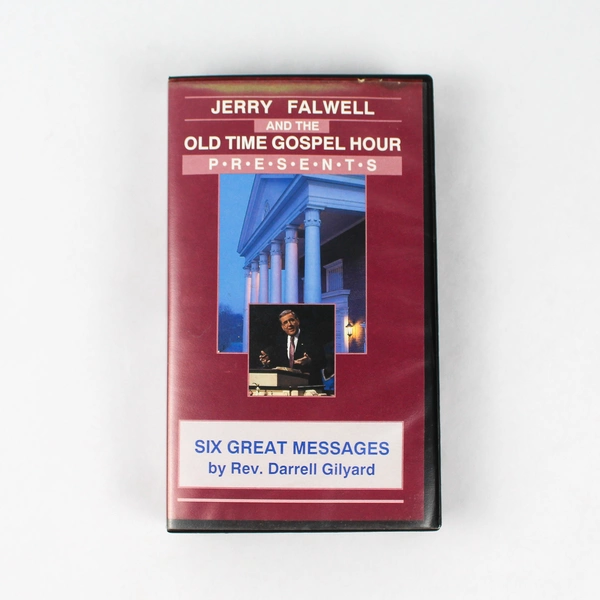 JERRY FALWELL
AND THE
OLD TIME GOSPEL HOUR
P•R•E•S•E•N•T•S
SIX GREAT MESSAGES
by Rev. Darrell Gilyard